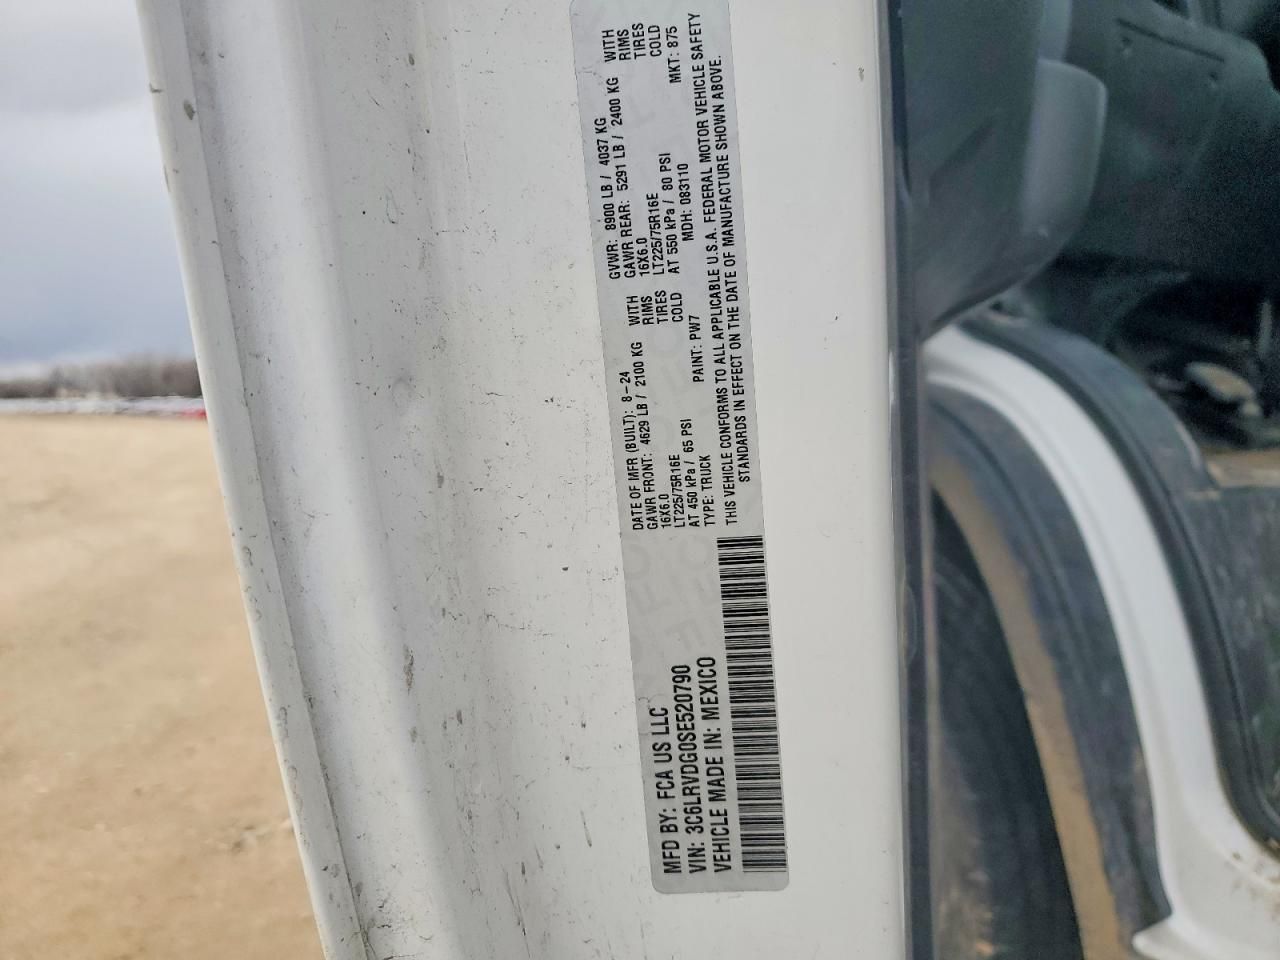 MFD BY: FCA US LLC
VIN: 3C6LRVDG0SE520790
VEHICLE MADE IN: MEXICO
DATE OF MFR (BUILT): 8-24 GVWR: 8900 LB / 4037 KG
GAWR FRONT: 4629 LB / 2100 KG WITH GAWR REAR: 5291 LB / 2400 KG WITH
16X6.0 RIMS 16X6.0 RIMS
LT225/75R16E TIRES LT225/75R16E TIRES
AT 450 kPa / 65 PSI COLD AT 550 kPa / 80 PSI COLD
TYPE: TRUCK PAINT: PW7 MDH: 083110 MKT: 875
THIS VEHICLE CONFORMS TO ALL APPLICABLE U.S.A. FEDERAL MOTOR VEHICLE SAFETY
STANDARDS IN EFFECT ON THE DATE OF MANUFACTURE SHOWN ABOVE.